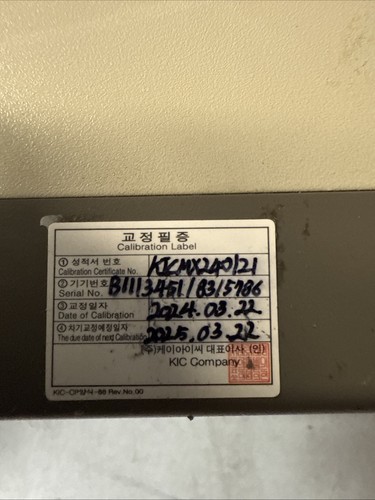 교정필증
Calibration Label
① 성적서 번호 KICMX240121
Calibration Certificate No.
② 기기번호 B11134511B315786
Serial No.
③ 교정일자 2024.03.22
Date of Calibration
④ 차기교정예정일자 2025.03.22
The due date of next Calibration
(주)케이아이씨 대표이사 (인)
KIC Company
KIC-CP양식-88 Rev.No.00